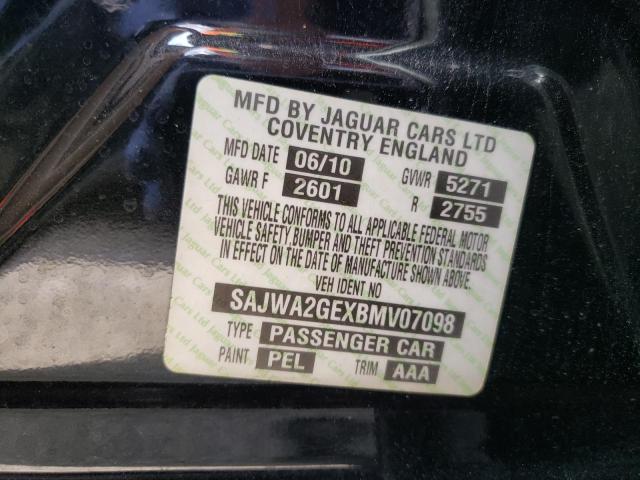 MFD BY JAGUAR CARS LTD
COVENTRY ENGLAND
MFD DATE 06/10 GVWR 5271
GAWR F 2601 R 2755
THIS VEHICLE CONFORMS TO ALL APPLICABLE FEDERAL MOTOR
VEHICLE SAFETY, BUMPER AND THEFT PREVENTION STANDARDS
IN EFFECT ON THE DATE OF MANUFACTURE SHOWN ABOVE.
VEH IDENT NO
SAJWA2GEXBMV07098
TYPE PASSENGER CAR
PAINT PEL TRIM AAA